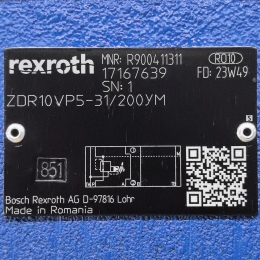 rexroth
MNR: R900411311
RQ10
17167639
FD: 23W49
SN: 1
ZDR10VP5-31/200YM
S
851
Bosch Rexroth AG D-97816 Lohr
Made in Romania